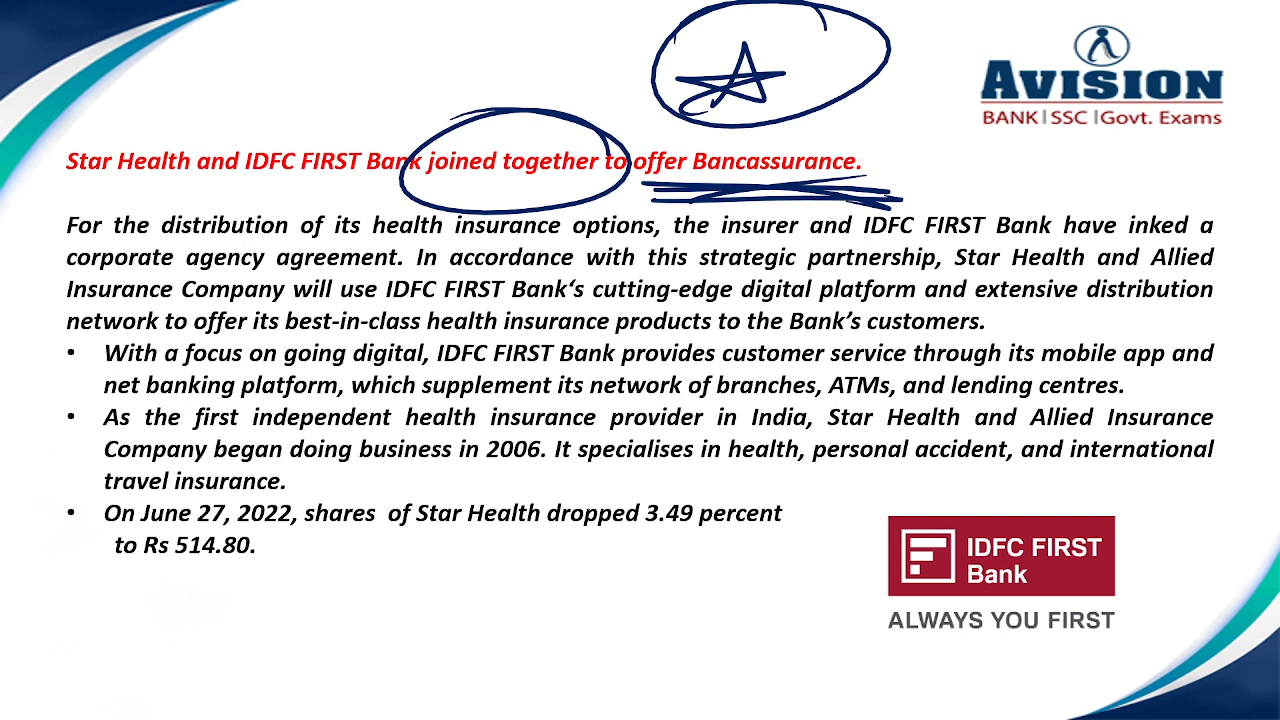 AVISION
BANK | SSC | Govt. Exams
Star Health and IDFC FIRST Bank joined together to offer Bancassurance.
For the distribution of its health insurance options, the insurer and IDFC FIRST Bank have inked a
corporate agency agreement. In accordance with this strategic partnership, Star Health and Allied
Insurance Company will use IDFC FIRST Bank‘s cutting-edge digital platform and extensive distribution
network to offer its best-in-class health insurance products to the Bank’s customers.
• With a focus on going digital, IDFC FIRST Bank provides customer service through its mobile app and
net banking platform, which supplement its network of branches, ATMs, and lending centres.
• As the first independent health insurance provider in India, Star Health and Allied Insurance
Company began doing business in 2006. It specialises in health, personal accident, and international
travel insurance.
• On June 27, 2022, shares of Star Health dropped 3.49 percent
to Rs 514.80.
IDFC FIRST
Bank
ALWAYS YOU FIRST